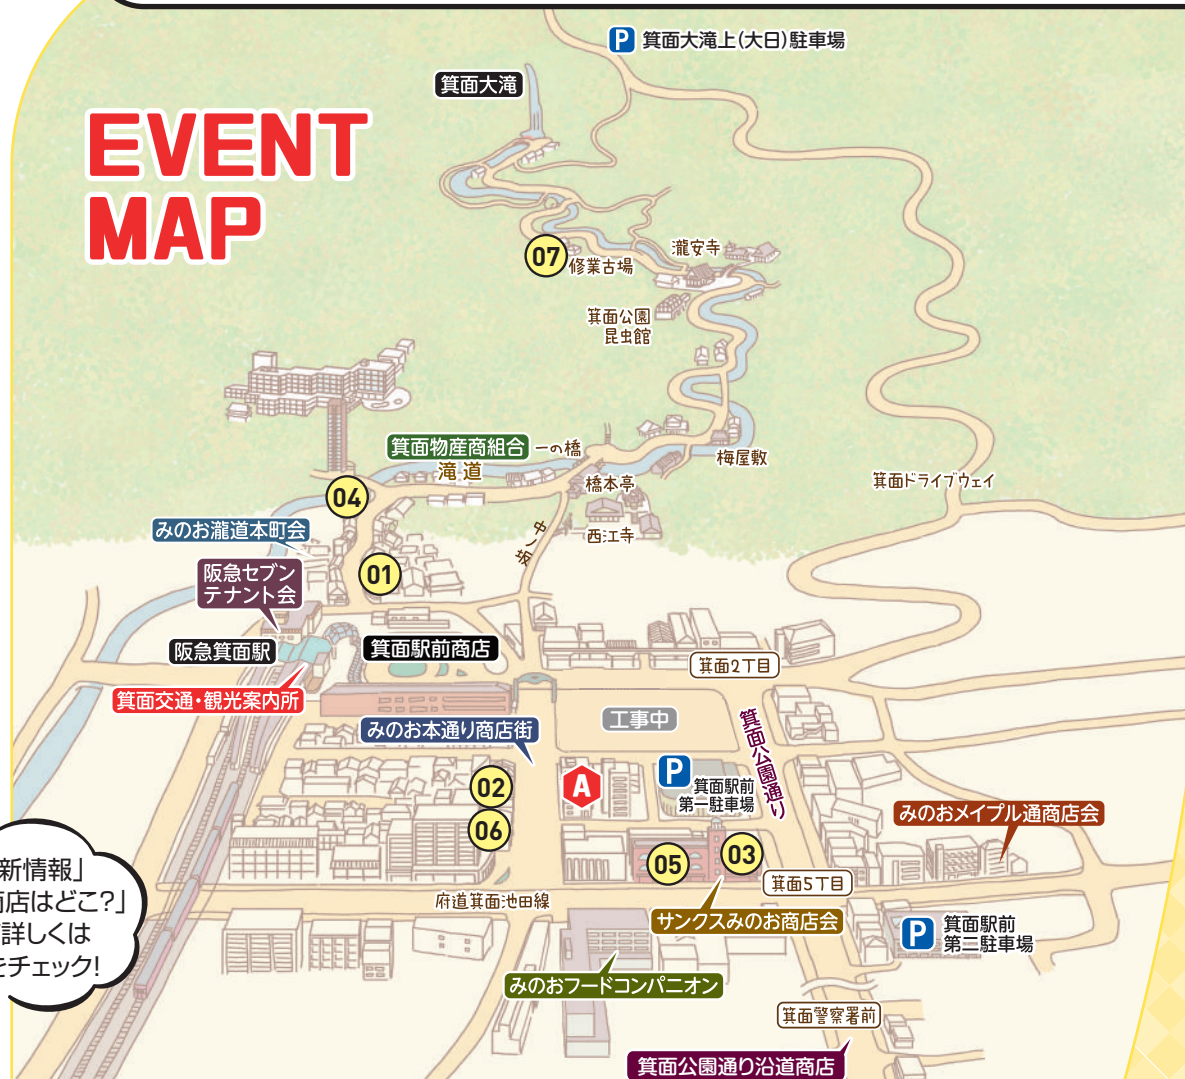 P 箕面大滝上(大日)駐車場
箕面大滝
EVENT
MAP
07
修業古場
瀧安寺
箕面公園
昆虫館
箕面物産商組合
一の橋
滝道
梅屋敷
橋本亭
箕面ドライブウェイ
04
西江寺
中ノ坂
みのお瀧道本町会
01
阪急セブン
テナント会
阪急箕面駅
箕面駅前商店
箕面2丁目
箕面交通・観光案内所
工事中
みのお本通り商店街
箕面公園通り
02
A
P
箕面駅前
第一駐車場
みのおメイプル通商店会
06
05
03
箕面5丁目
新情報」
商店はどこ?」
詳しくは
をチェック!
府道箕面池田線
サンクスみのお商店会
P
箕面駅前
第二駐車場
みのおフードコンパニオン
箕面警察署前
箕面公園通り沿道商店